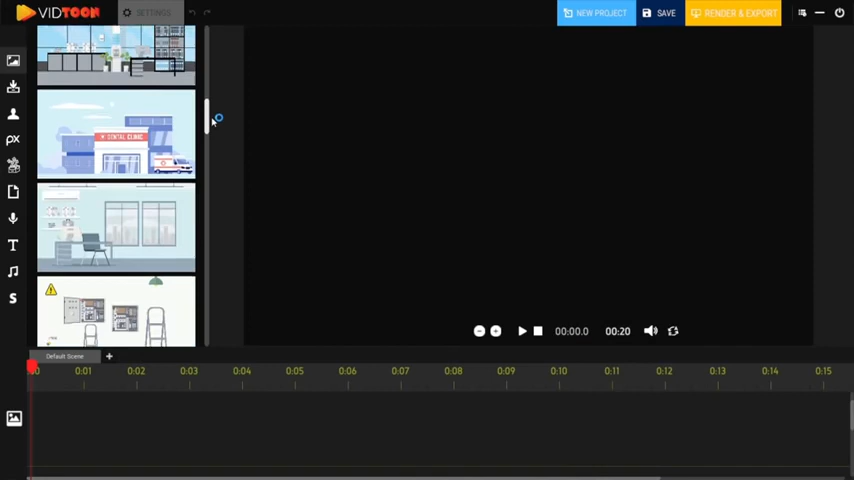 VIDTOON
SETTINGS
NEW PROJECT
SAVE
RENDER & EXPORT
DENTAL CLINIC
px
T
S
00:00.0
00:20
Default Scene
+
0:01 0:02 0:03 0:04 0:05 0:06 0:07 0:08 0:09 0:10 0:11 0:12 0:13 0:14 0:15